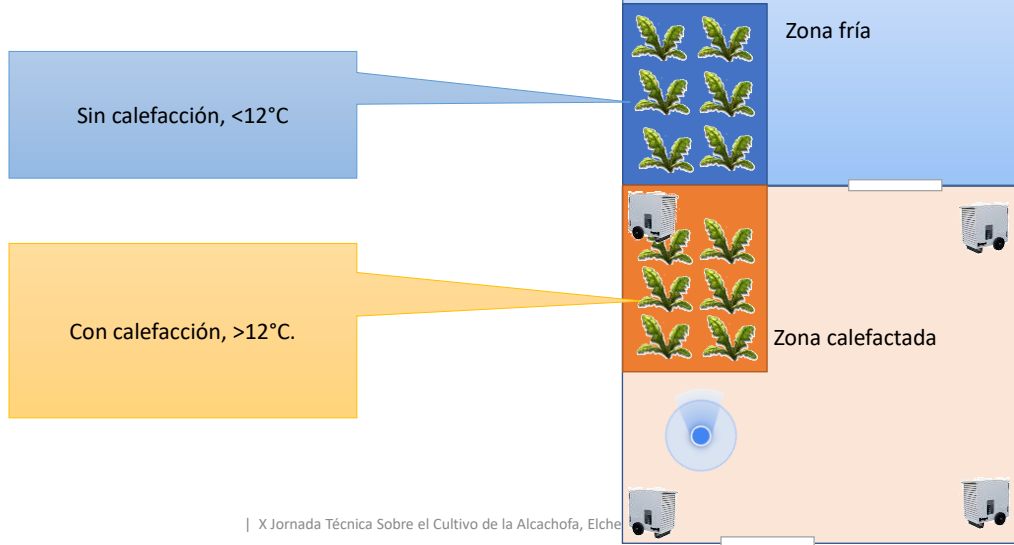 Zona fría
Sin calefacción, <12°C
Con calefacción, >12°C.
Zona calefactada
| X Jornada Técnica Sobre el Cultivo de la Alcachofa, Elche